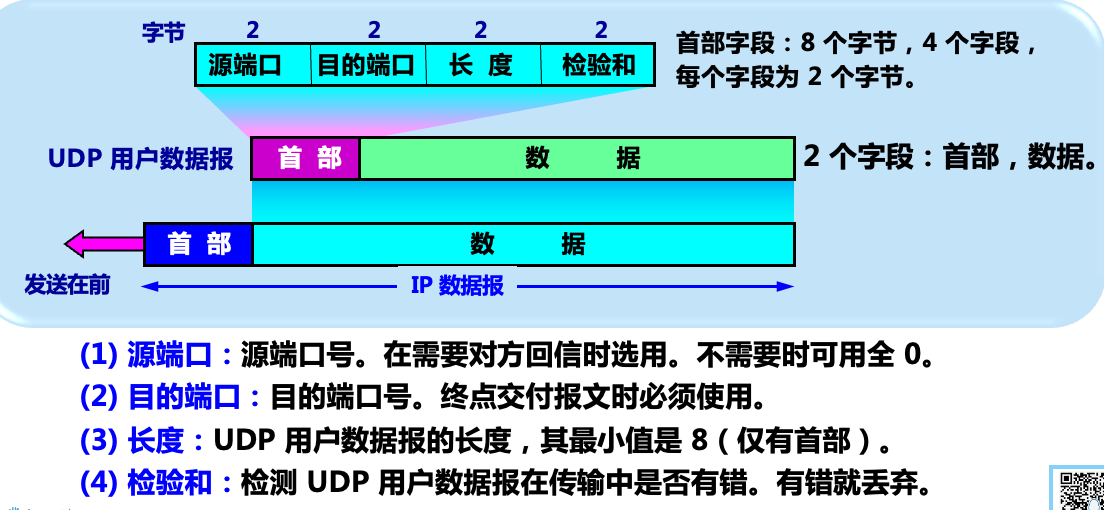 字节 2 2 2 2
源端口 目的端口 长 度 检验和
首部字段：8 个字节，4 个字段，
每个字段为 2 个字节。
UDP 用户数据报 首 部 数 据 2 个字段：首部，数据。
首 部 数 据
发送在前 IP 数据报
(1) 源端口：源端口号。在需要对方回信时选用。不需要时可用全 0。
(2) 目的端口：目的端口号。终点交付报文时必须使用。
(3) 长度：UDP 用户数据报的长度，其最小值是 8（仅有首部）。
(4) 检验和：检测 UDP 用户数据报在传输中是否有错。有错就丢弃。